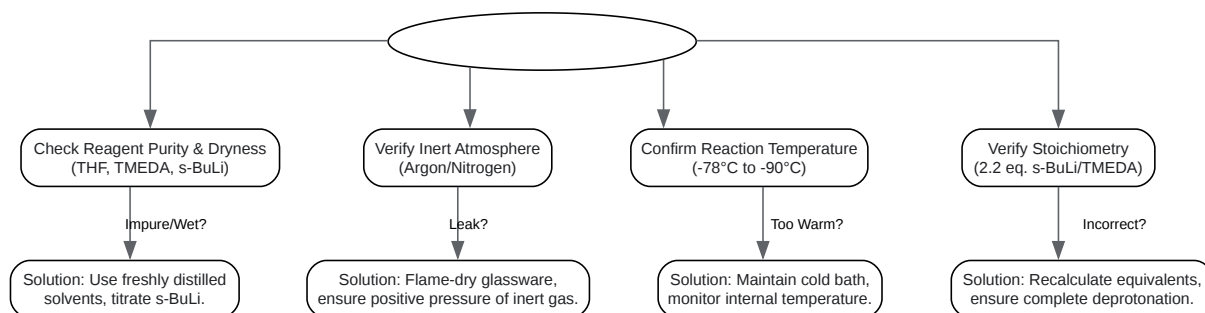 Check Reagent Purity & Dryness
(THF, TMEDA, s-BuLi)
Verify Inert Atmosphere
(Argon/Nitrogen)
Confirm Reaction Temperature
(-78°C to -90°C)
Verify Stoichiometry
(2.2 eq. s-BuLi/TMEDA)
Impure/Wet?
Leak?
Too Warm?
Incorrect?
Solution: Use freshly distilled
solvents, titrate s-BuLi.
Solution: Flame-dry glassware,
ensure positive pressure of inert gas.
Solution: Maintain cold bath,
monitor internal temperature.
Solution: Recalculate equivalents,
ensure complete deprotonation.